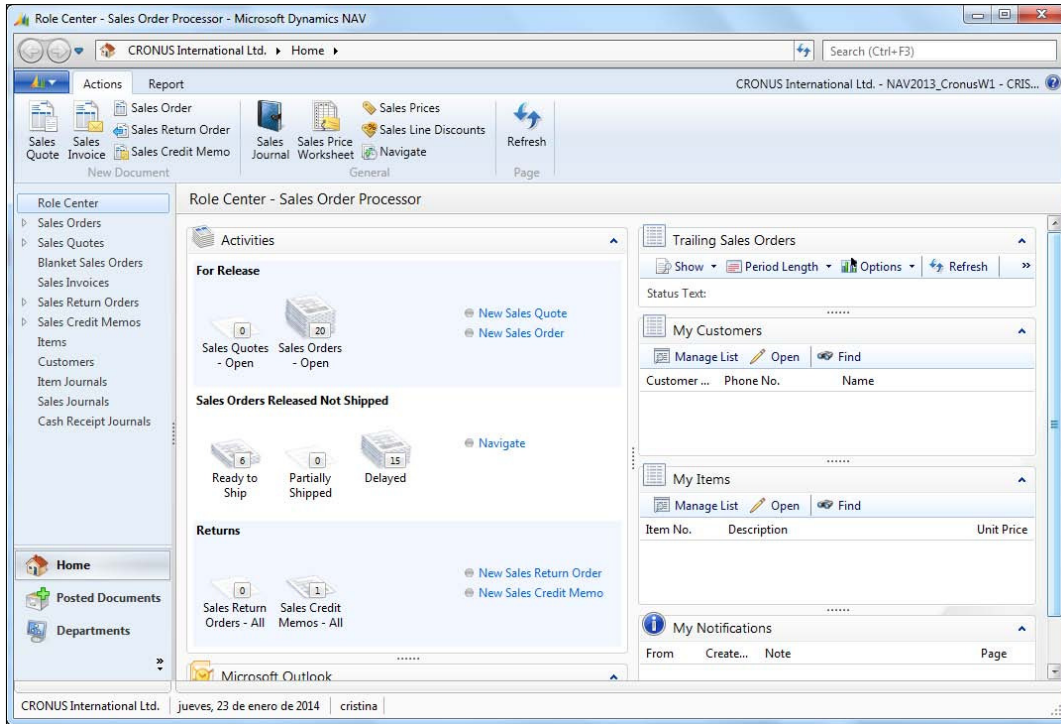 Role Center - Sales Order Processor - Microsoft Dynamics NAV
CRONUS International Ltd. Home
Search (Ctrl+F3)
Actions Report
CRONUS International Ltd. - NAV2013_CronusW1 - CRIS...
Sales Quote
Sales Invoice
Sales Order
Sales Return Order
Sales Credit Memo
New Document
Sales Journal
Sales Price Worksheet
Sales Prices
Sales Line Discounts
Navigate
General
Refresh
Page
Role Center
Sales Orders
Sales Quotes
Blanket Sales Orders
Sales Invoices
Sales Return Orders
Sales Credit Memos
Items
Customers
Item Journals
Sales Journals
Cash Receipt Journals
Home
Posted Documents
Departments
Role Center - Sales Order Processor
Activities
For Release
0
Sales Quotes - Open
20
Sales Orders - Open
New Sales Quote
New Sales Order
Sales Orders Released Not Shipped
6
Ready to Ship
0
Partially Shipped
15
Delayed
Navigate
Returns
0
Sales Return Orders - All
1
Sales Credit Memos - All
New Sales Return Order
New Sales Credit Memo
Microsoft Outlook
Trailing Sales Orders
Show Period Length Options Refresh
Status Text:
My Customers
Manage List Open Find
Customer ... Phone No. Name
My Items
Manage List Open Find
Item No. Description Unit Price
My Notifications
From Create... Note Page
CRONUS International Ltd. jueves, 23 de enero de 2014 cristina